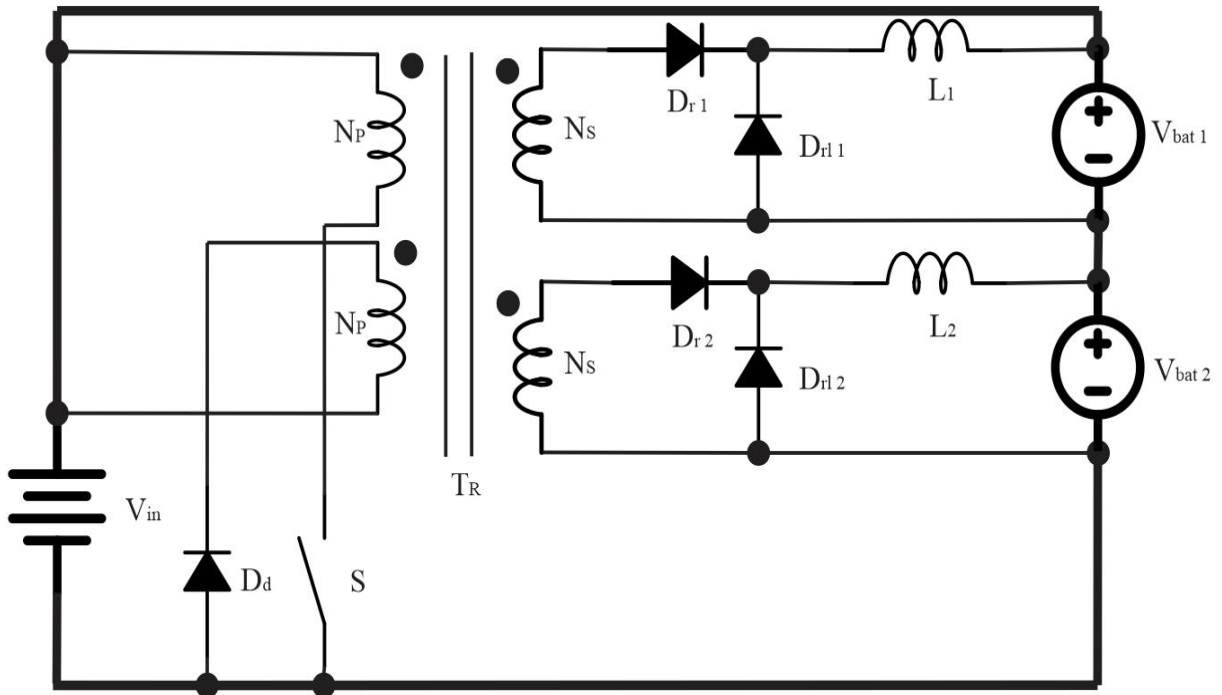 Dr 1
L1
NP
NS
Drl 1
Vbat 1
NP
NS
Dr 2
L2
Drl 2
Vbat 2
TR
Vin
Dd
S